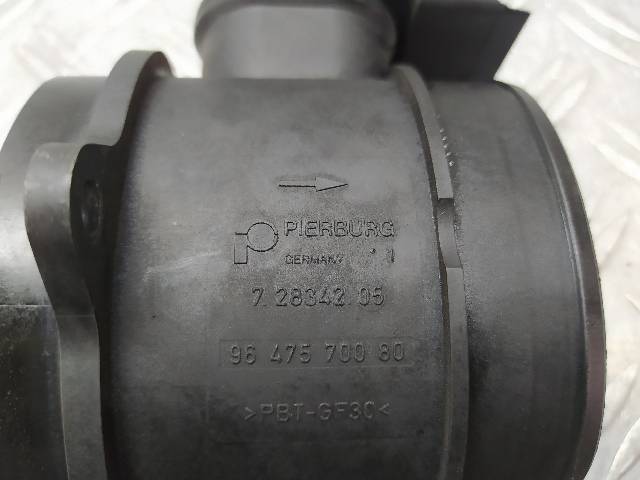 PIERBURG
GERMANY
7 28342 05
96 475 700 80
>PBT-GF30<